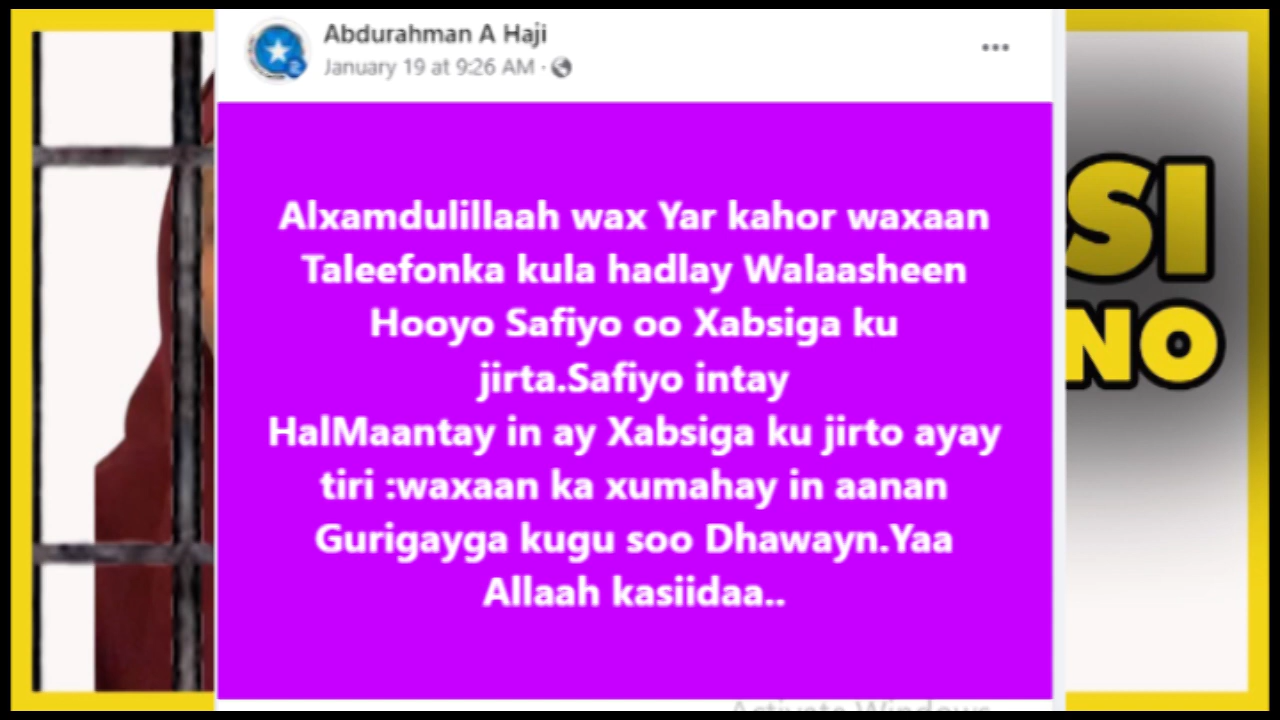 Abdurahman A Haji
January 19 at 9:26 AM ·
Alxamdulillaah wax Yar kahor waxaan
Taleefonka kula hadlay Walaasheen
Hooyo Safiyo oo Xabsiga ku
jirta.Safiyo intay
HalMaantay in ay Xabsiga ku jirto ayay
tiri :waxaan ka xumahay in aanan
Gurigayga kugu soo Dhawayn.Yaa
Allaah kasiidaa..
SI
NO